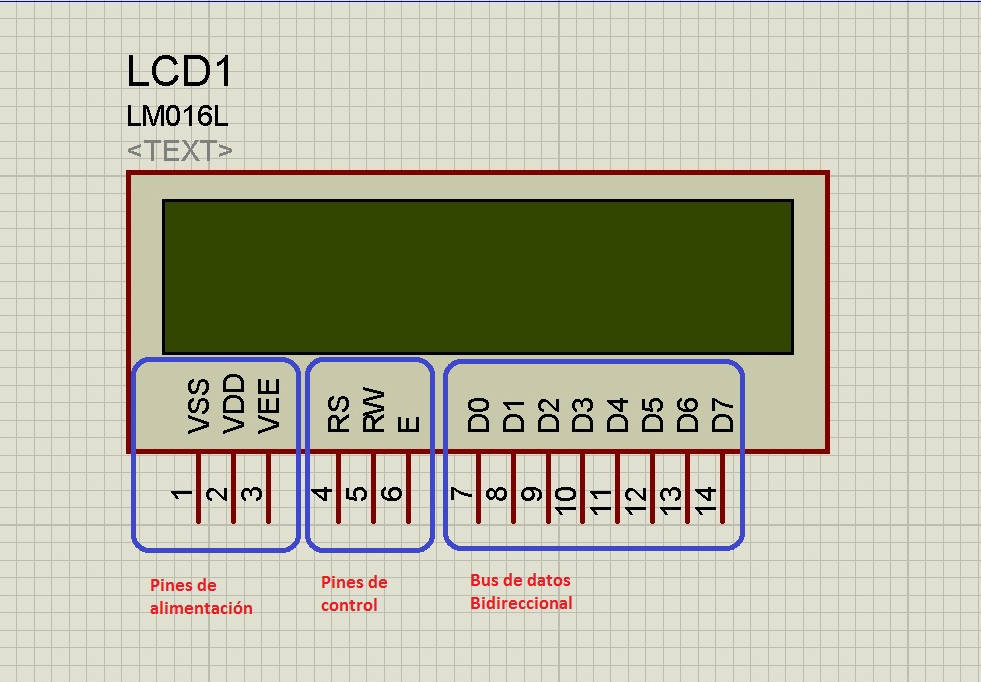 LCD1
LM016L
<TEXT>
VSS
VDD
VEE
RS
RW
E
D0
D1
D2
D3
D4
D5
D6
D7
1
2
3
4
5
6
7
8
9
10
11
12
13
14
Pines de
alimentación
Pines de
control
Bus de datos
Bidireccional